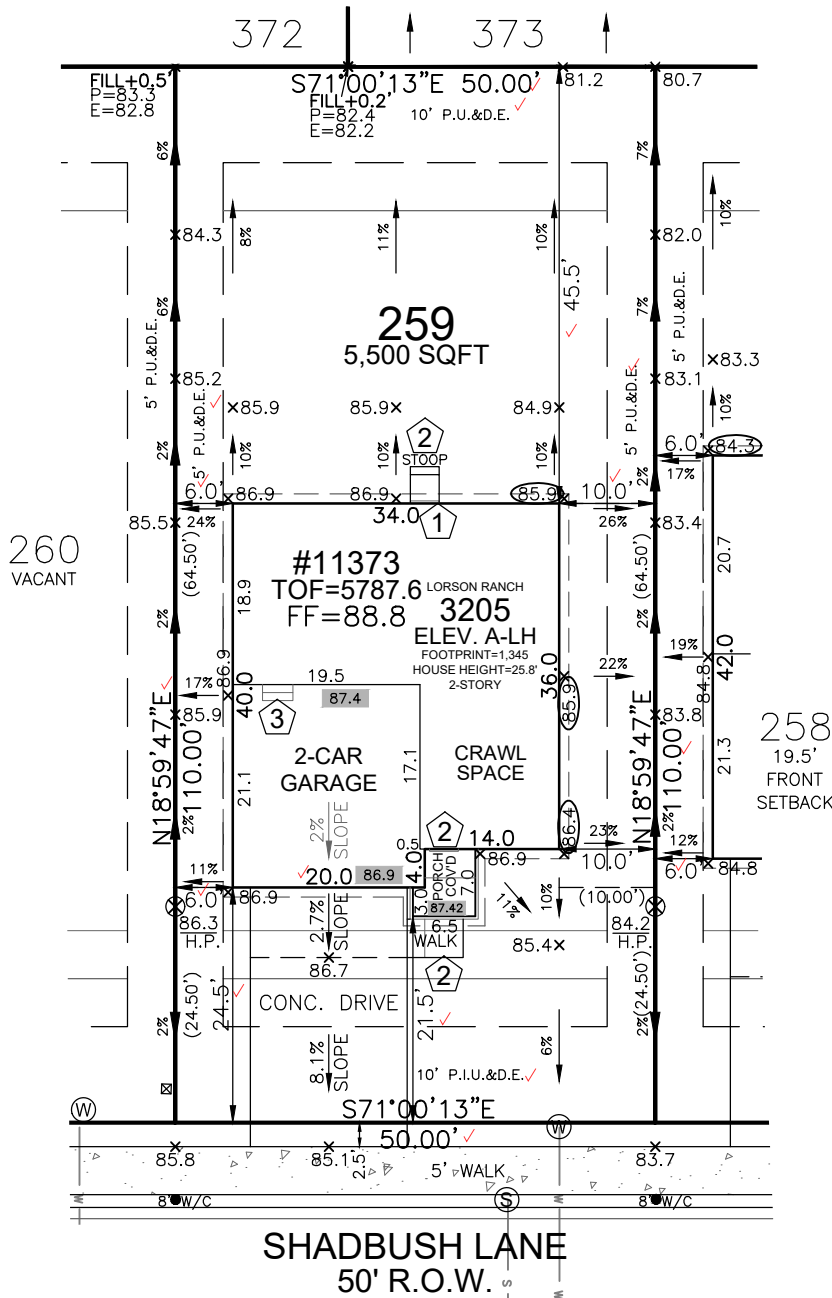 372
373
FILL+0.5'
P=83.3
E=82.8
S71°00'13"E 50.00'
81.2
80.7
FILL+0.2'
P=82.4
E=82.2
10' P.U.&D.E.
6%
7%
10%
84.3
8%
11%
10%
82.0
45.5'
6%
7%
5' P.U.&D.E.
259
5,500 SQFT
5' P.U.&D.E.
83.3
85.2
83.1
10%
85.9
85.9
84.9
5' P.U.&D.E.
5' P.U.&D.E.
2
2%
10%
10%
STOOP
10%
6.0'
84.3
17%
6.0'
86.9
86.9
85.9
10.0'
2%
34.0
1
85.5
24%
26%
83.4
260
VACANT
(64.50')
#11373
TOF=5787.6
FF=88.8
LORSON RANCH
3205
ELEV. A-LH
FOOTPRINT=1,345
HOUSE HEIGHT=25.8'
2-STORY
(64.50')
20.7
18.9
2%
2%
36.0
19%
42.0
84.8
17%
86.9
40.0
19.5
87.4
3
22%
85.9
85.9
83.8
258
19.5'
FRONT
SETBACK
N18°59'47"E
110.00'
2-CAR
GARAGE
CRAWL
SPACE
17.1
21.1
N18°59'47"E
110.00'
21.3
2%
2%
SLOPE
2%
0.5
2
14.0
86.4
23%
12%
86.9
10.0'
6.0'
84.8
11%
20.0
86.9
4.0
PORCH
COV'D
7.0
3.0
87.42
6.5
6.0'
86.9
11%
10%
(10.00')
86.3
H.P.
84.2
H.P.
2.7%
SLOPE
WALK
2
85.4
86.7
(24.50')
24.5'
CONC. DRIVE
21.5'
2%
2%
(24.50')
8.1%
SLOPE
10' P.I.U.&D.E.
6%
S71°00'13"E
W
50.00'
W
2.5'
85.8
85.1
83.7
5' WALK
W
W
8' W/C
S
8' W/C
SHADBUSH LANE
50' R.O.W.
S
W